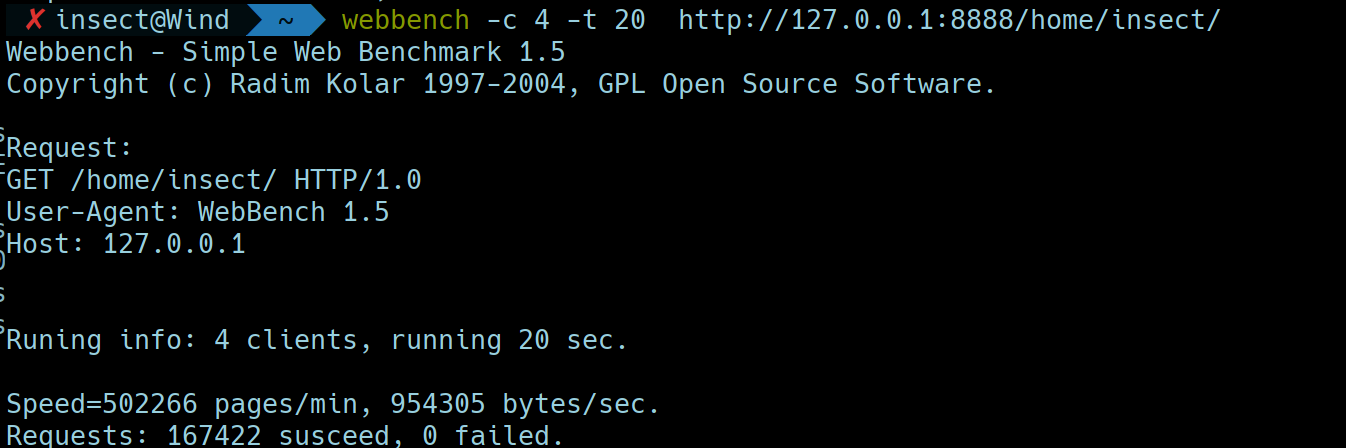 ✗ insect@Wind ~ webbench -c 4 -t 20  http://127.0.0.1:8888/home/insect/
Webbench - Simple Web Benchmark 1.5
Copyright (c) Radim Kolar 1997-2004, GPL Open Source Software.
Request:
GET /home/insect/ HTTP/1.0
User-Agent: WebBench 1.5
Host: 127.0.0.1
Runing info: 4 clients, running 20 sec.
Speed=502266 pages/min, 954305 bytes/sec.
Requests: 167422 susceed, 0 failed.